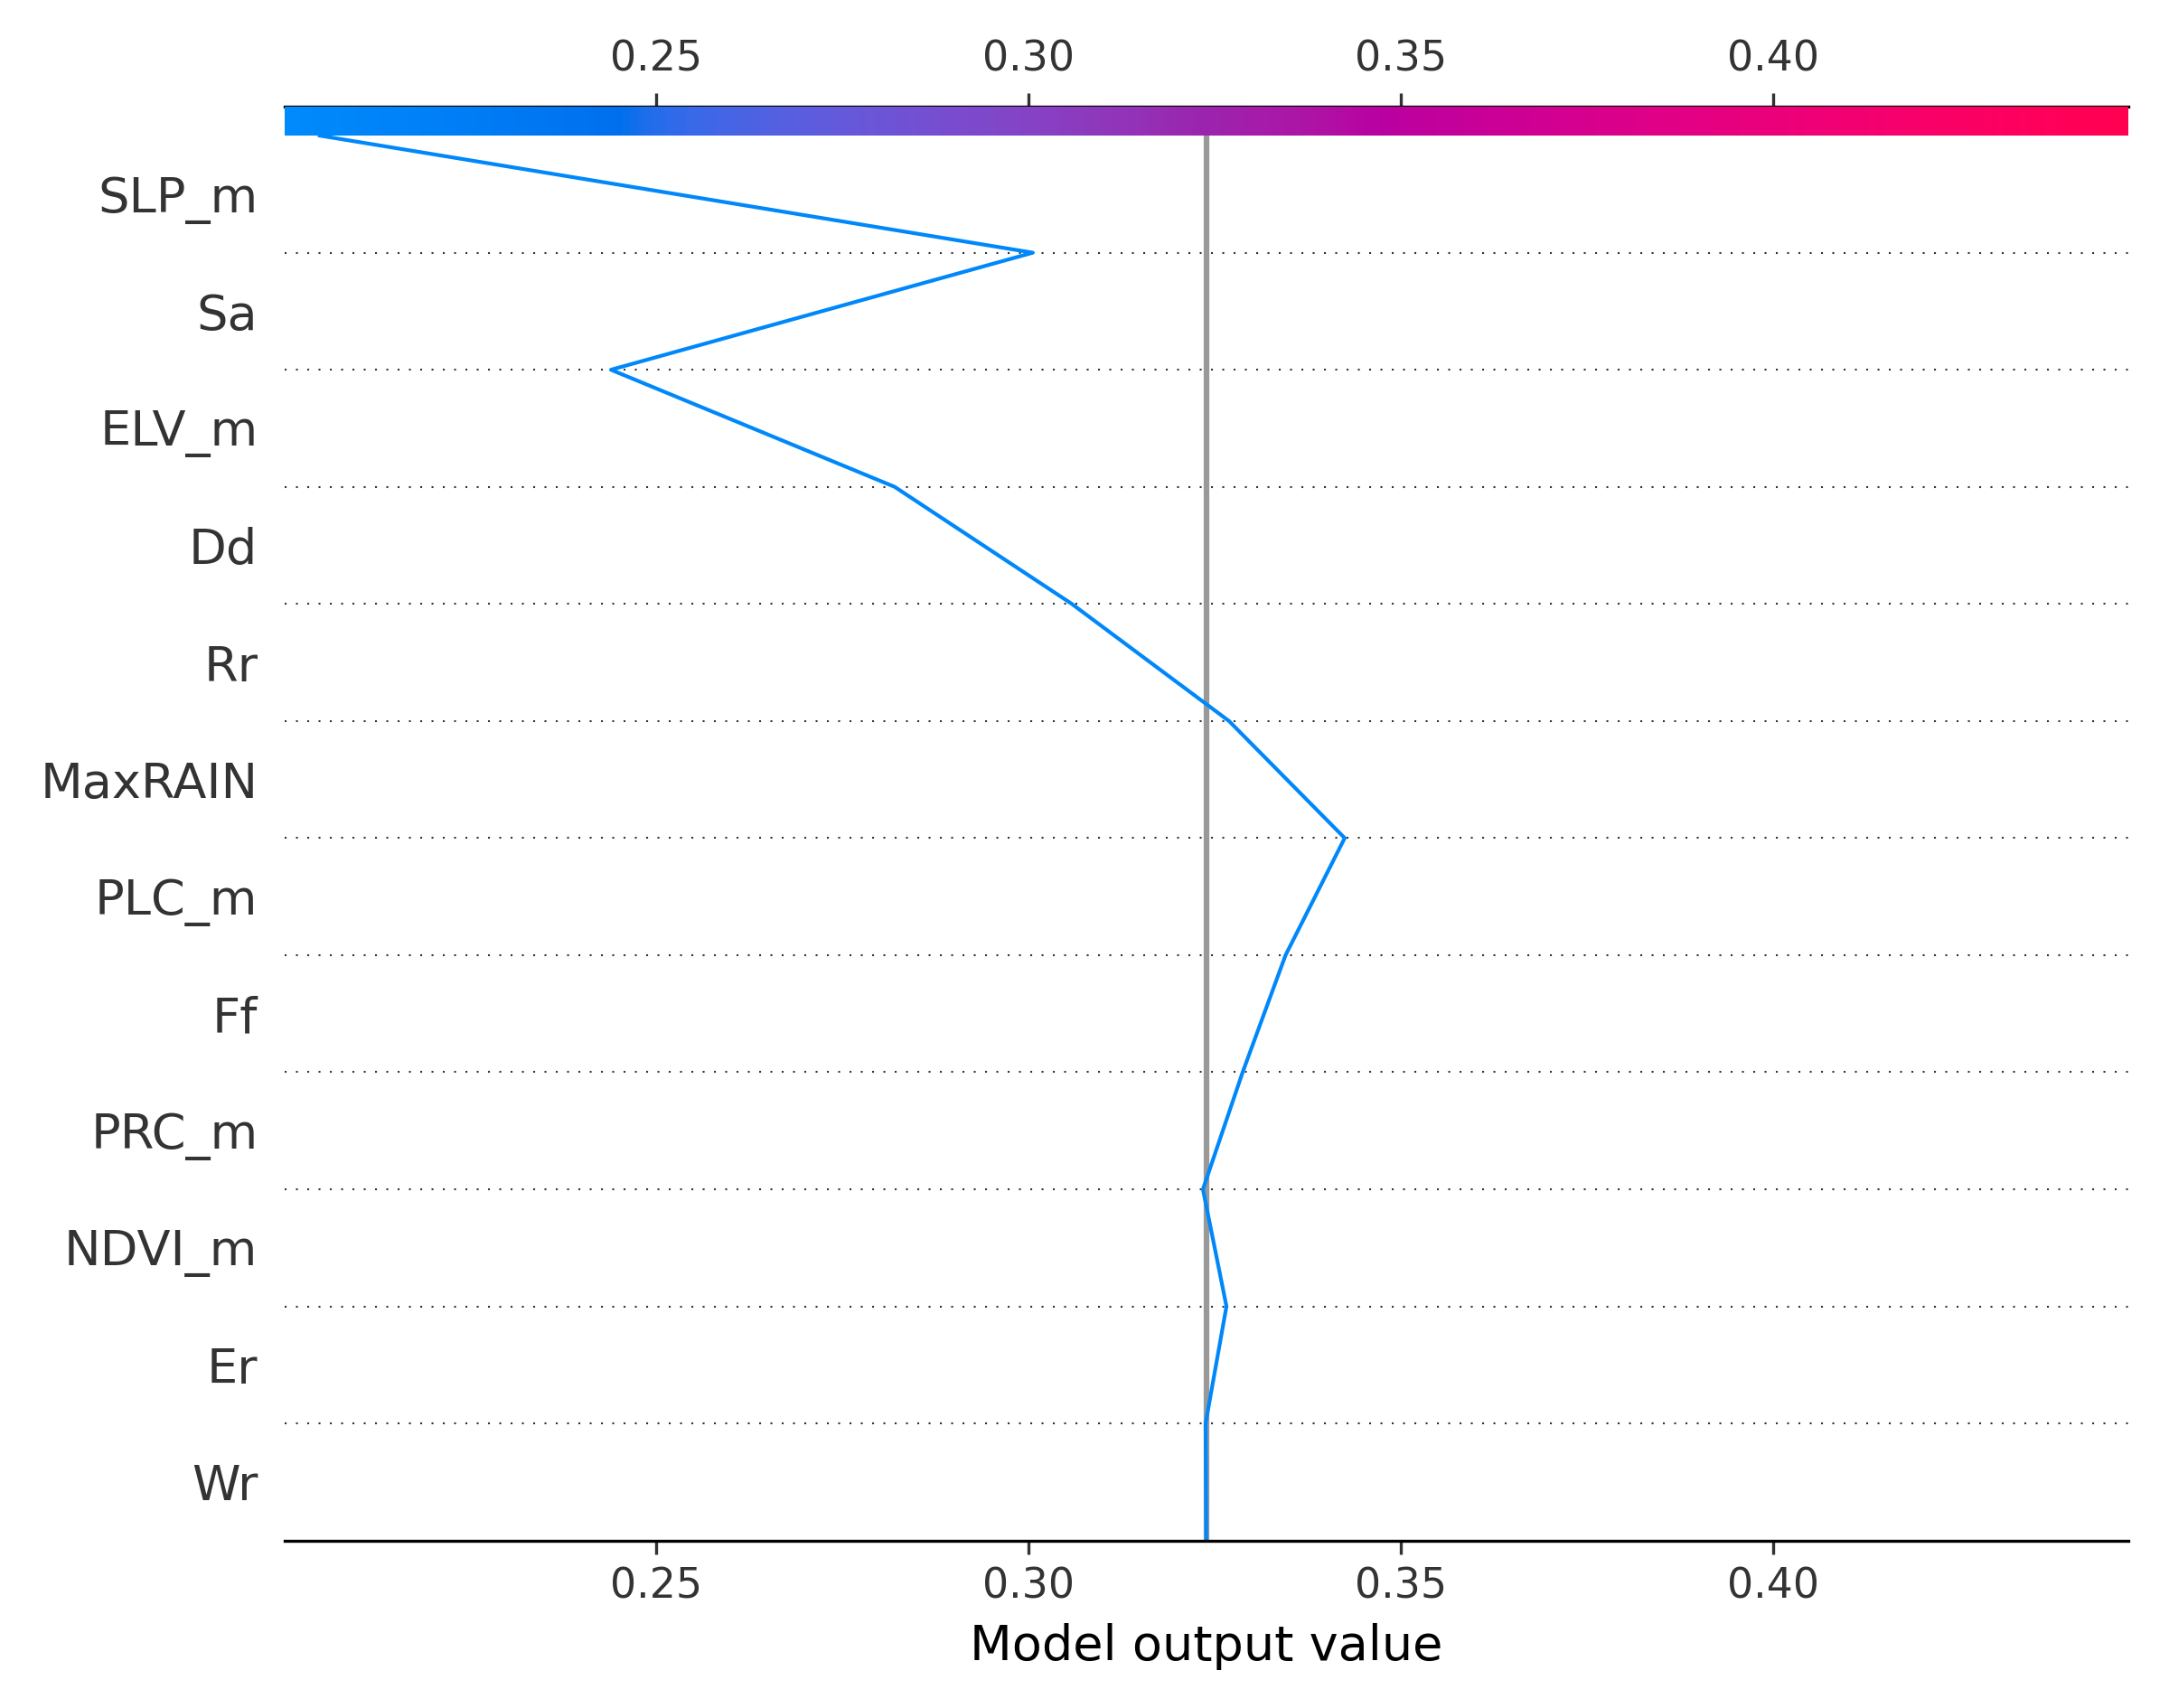 0.25 0.30 0.35 0.40
SLP_m
Sa
ELV_m
Dd
Rr
MaxRAIN
PLC_m
Ff
PRC_m
NDVI_m
Er
Wr
0.25 0.30 0.35 0.40
Model output value